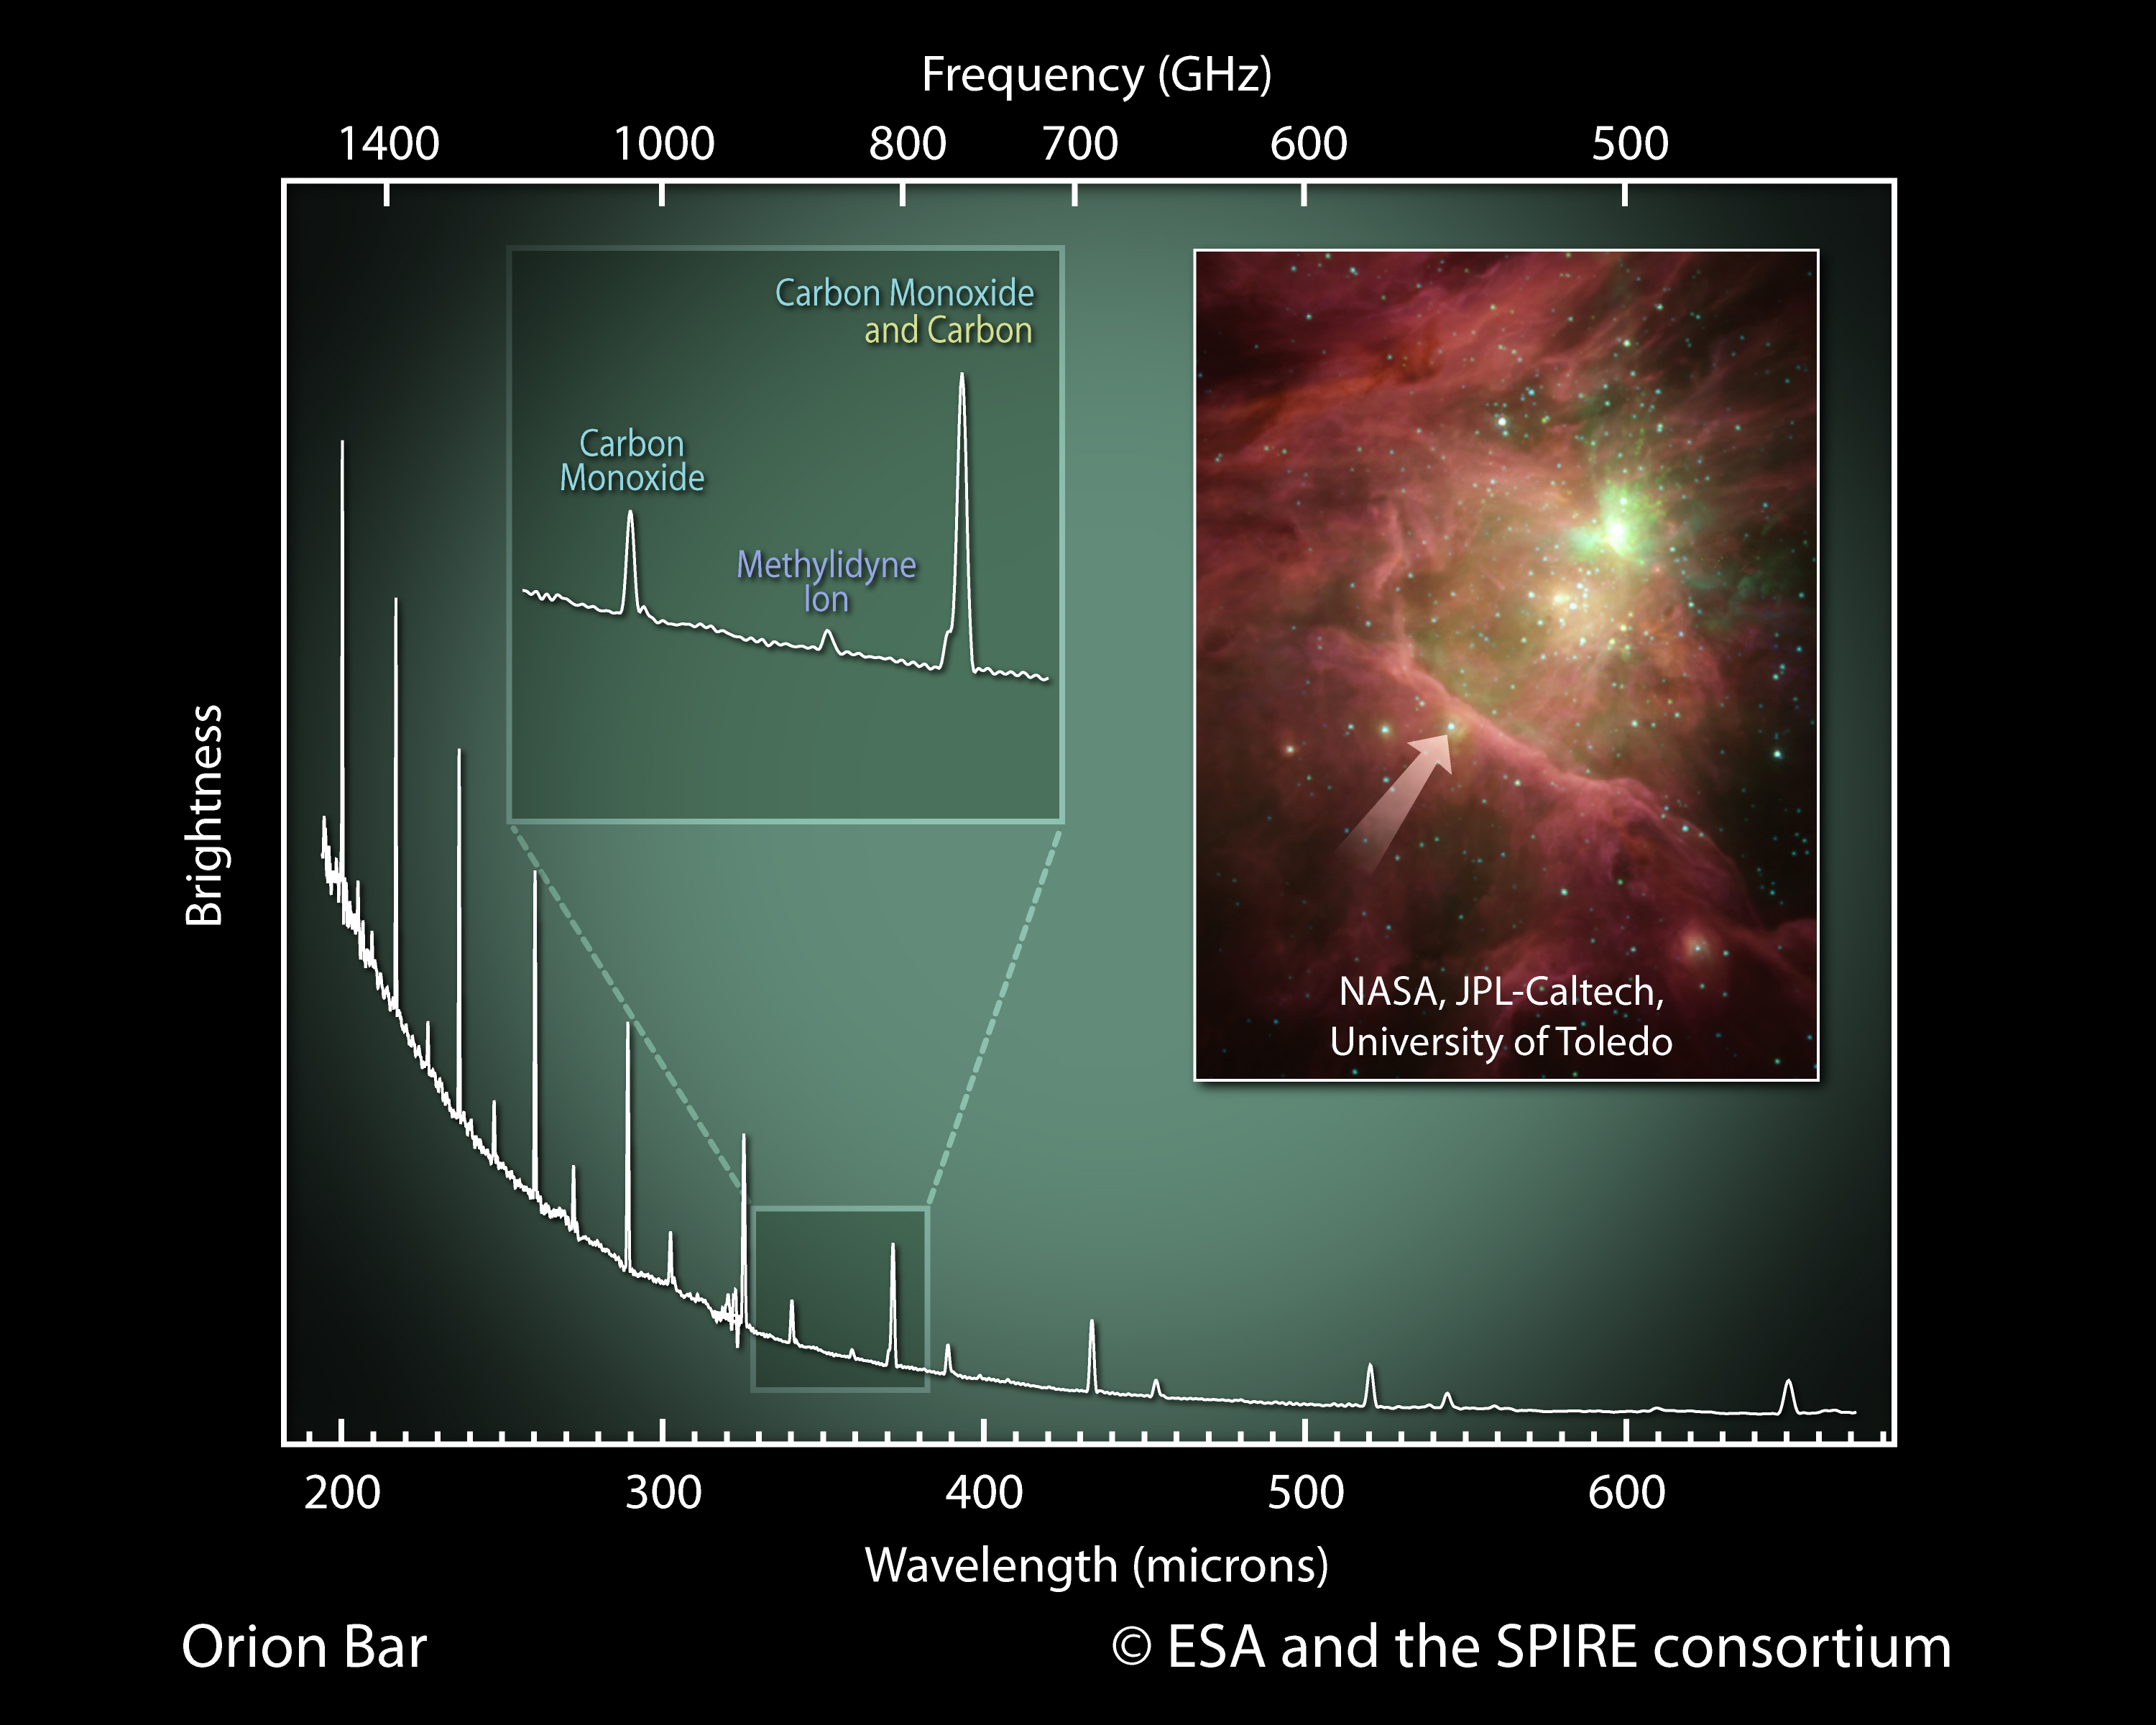 Frequency (GHz)
1400 1000 800 700 600 500
Carbon Monoxide
and Carbon
Carbon
Monoxide
Methylidyne
Ion
Brightness
NASA, JPL-Caltech,
University of Toledo
200 300 400 500 600
Wavelength (microns)
Orion Bar
© ESA and the SPIRE consortium